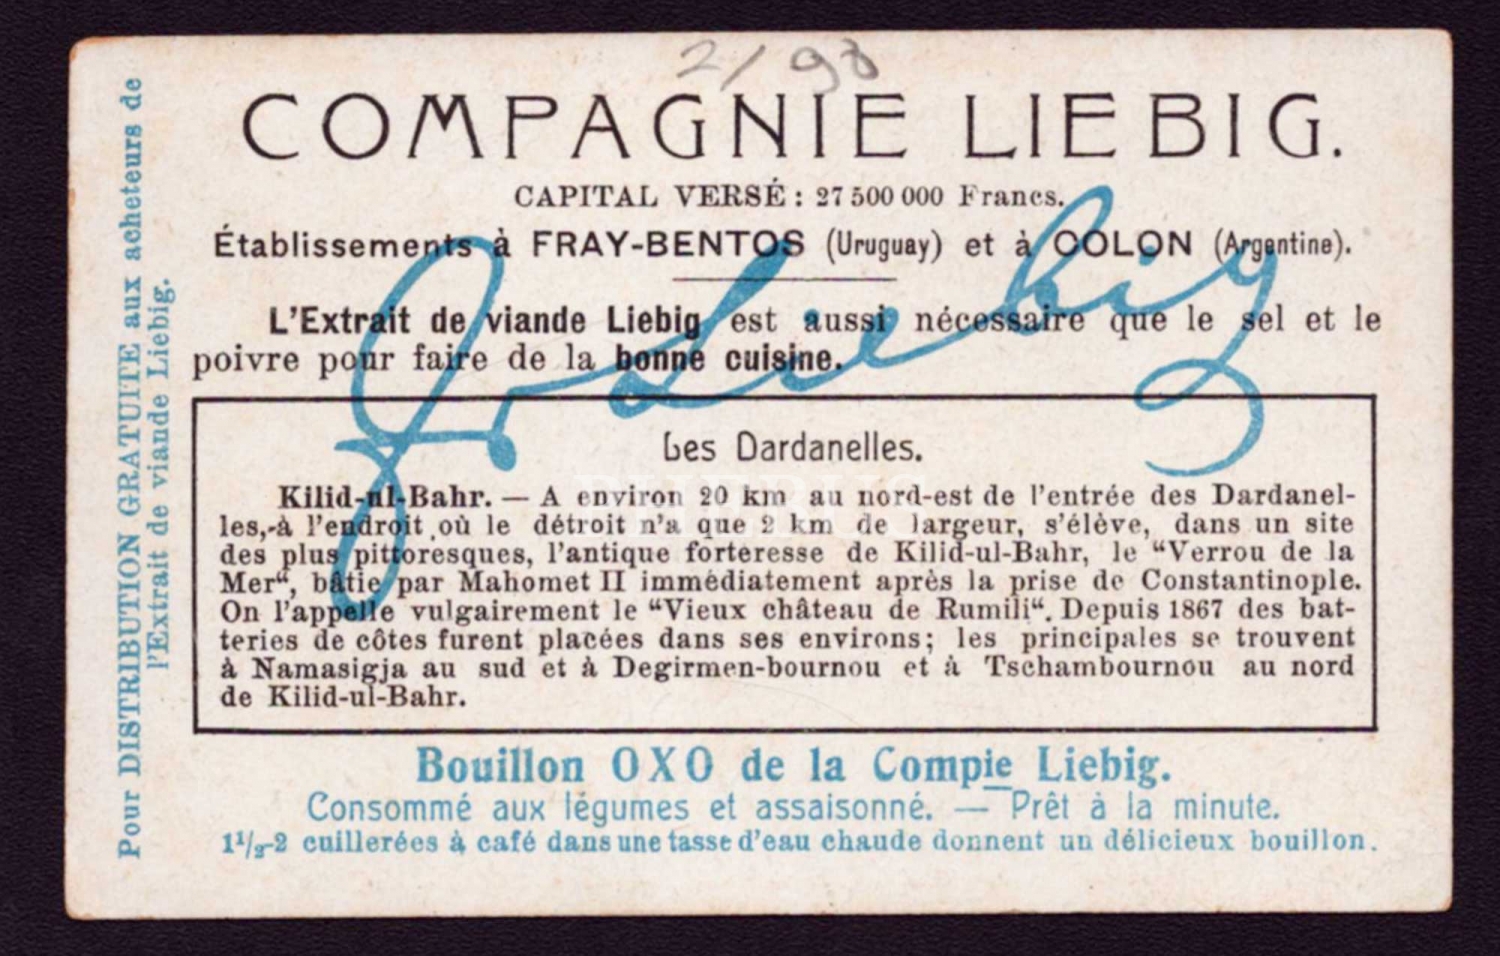 2/98
COMPAGNIE LIEBIG.
CAPITAL VERSÉ: 27 500 000 Francs.
Établissements à FRAY-BENTOS (Uruguay) et à COLON (Argentine).
L'Extrait de viande Liebig est aussi nécessaire que le sel et le
poivre pour faire de la bonne cuisine.
J v Liebig
Les Dardanelles.
Kilid-ul-Bahr. — A environ 20 km au nord-est de l'entrée des Dardanel-
les, à l'endroit où le détroit n'a que 2 km de largeur, s'élève, dans un site
des plus pittoresques, l'antique forteresse de Kilid-ul-Bahr, le “Verrou de la
Mer“, bâtie par Mahomet II immédiatement après la prise de Constantinople.
On l'appelle vulgairement le “Vieux château de Rumili“. Depuis 1867 des bat-
teries de côtes furent placées dans ses environs; les principales se trouvent
à Namasigja au sud et à Degirmen-bournou et à Tschambournou au nord
de Kilid-ul-Bahr.
Bouillon OXO de la Compie Liebig.
Consommé aux légumes et assaisonné. — Prêt à la minute.
1 1/2-2 cuillerées à café dans une tasse d'eau chaude donnent un délicieux bouillon.
Pour DISTRIBUTION GRATUITE aux acheteurs de
l'Extrait de viande Liebig.